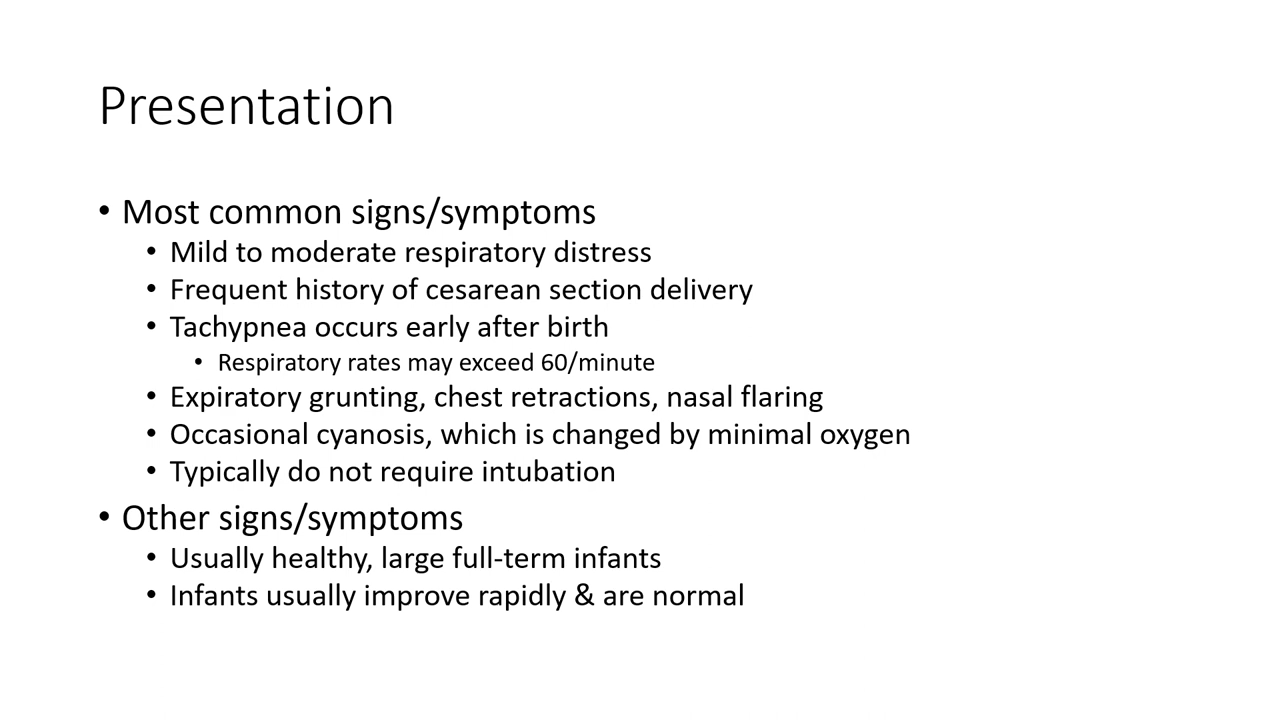 Presentation
• Most common signs/symptoms
• Mild to moderate respiratory distress
• Frequent history of cesarean section delivery
• Tachypnea occurs early after birth
• Respiratory rates may exceed 60/minute
• Expiratory grunting, chest retractions, nasal flaring
• Occasional cyanosis, which is changed by minimal oxygen
• Typically do not require intubation
• Other signs/symptoms
• Usually healthy, large full-term infants
• Infants usually improve rapidly & are normal